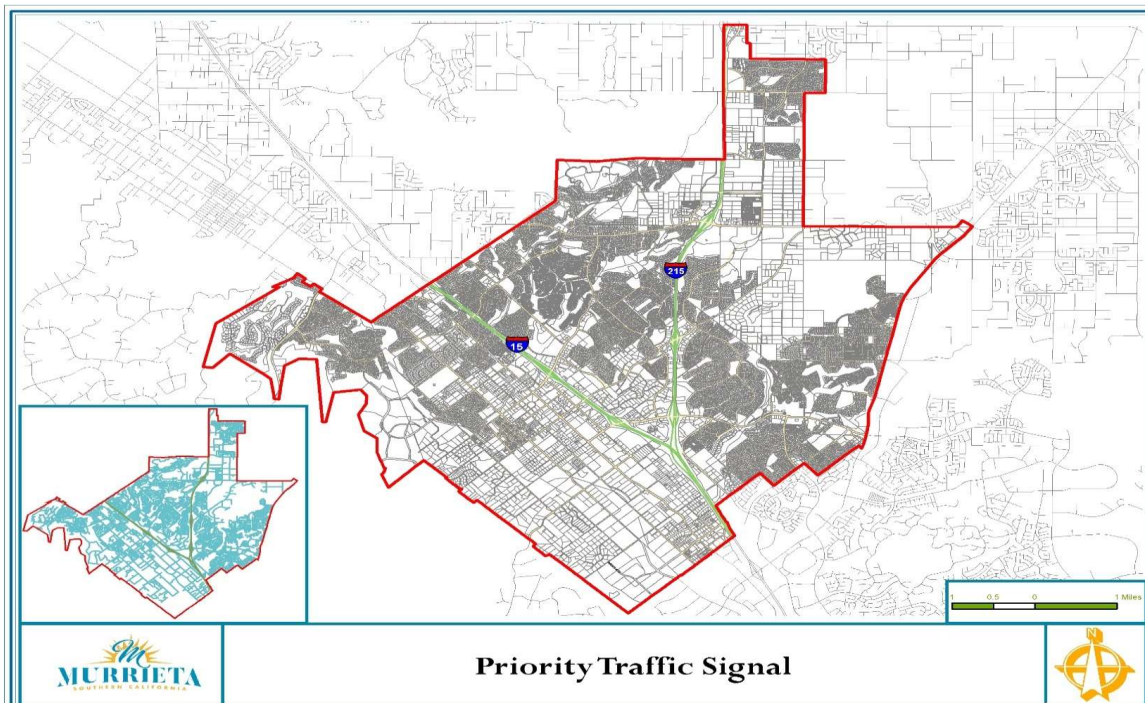 215
15
1 0.5 0 1 Miles
M
MURRIETA
SOUTHERN CALIFORNIA
Priority Traffic Signal
N